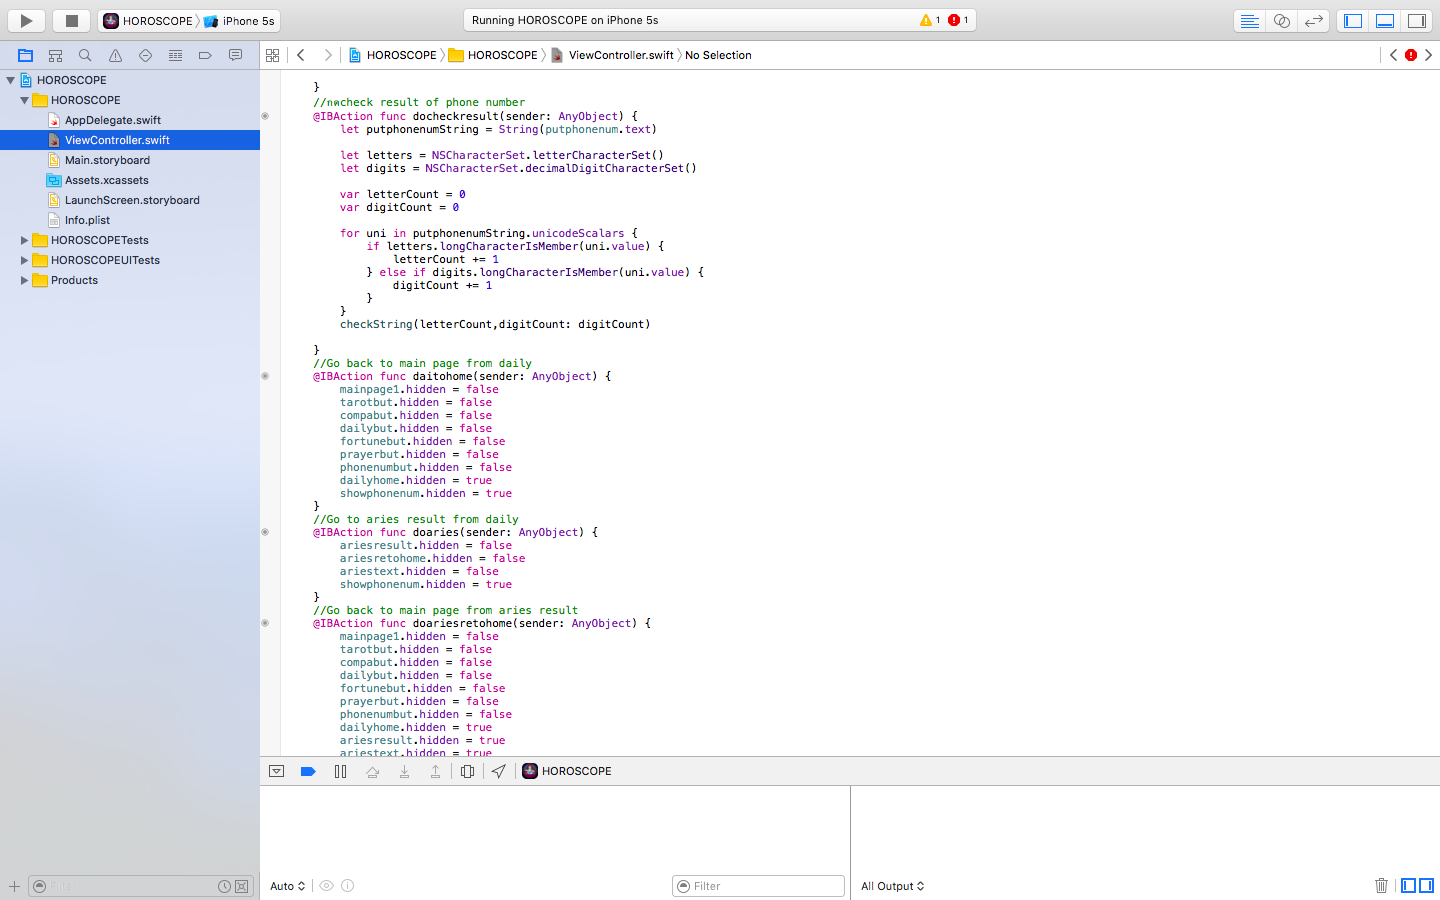 HOROSCOPE iPhone 5s
Running HOROSCOPE on iPhone 5s
1 1
HOROSCOPE HOROSCOPE ViewController.swift No Selection
HOROSCOPE
HOROSCOPE
AppDelegate.swift
ViewController.swift
Main.storyboard
Assets.xcassets
LaunchScreen.storyboard
Info.plist
HOROSCOPETests
HOROSCOPEUITests
Products
}
//กดcheck result of phone number
@IBAction func docheckresult(sender: AnyObject) {
let putphonenumString = String(putphonenum.text)
let letters = NSCharacterSet.letterCharacterSet()
let digits = NSCharacterSet.decimalDigitCharacterSet()
var letterCount = 0
var digitCount = 0
for uni in putphonenumString.unicodeScalars {
if letters.longCharacterIsMember(uni.value) {
letterCount += 1
} else if digits.longCharacterIsMember(uni.value) {
digitCount += 1
}
}
checkString(letterCount,digitCount: digitCount)
}
//Go back to main page from daily
@IBAction func daitohome(sender: AnyObject) {
mainpage1.hidden = false
tarotbut.hidden = false
compabut.hidden = false
dailybut.hidden = false
fortunebut.hidden = false
prayerbut.hidden = false
phonenumbut.hidden = false
dailyhome.hidden = true
showphonenum.hidden = true
}
//Go to aries result from daily
@IBAction func doaries(sender: AnyObject) {
ariesresult.hidden = false
ariesretohome.hidden = false
ariestext.hidden = false
showphonenum.hidden = true
}
//Go back to main page from aries result
@IBAction func doariesretohome(sender: AnyObject) {
mainpage1.hidden = false
tarotbut.hidden = false
compabut.hidden = false
dailybut.hidden = false
fortunebut.hidden = false
prayerbut.hidden = false
phonenumbut.hidden = false
dailyhome.hidden = true
ariesresult.hidden = true
ariestext.hidden = true
HOROSCOPE
Filter
Auto
Filter
All Output